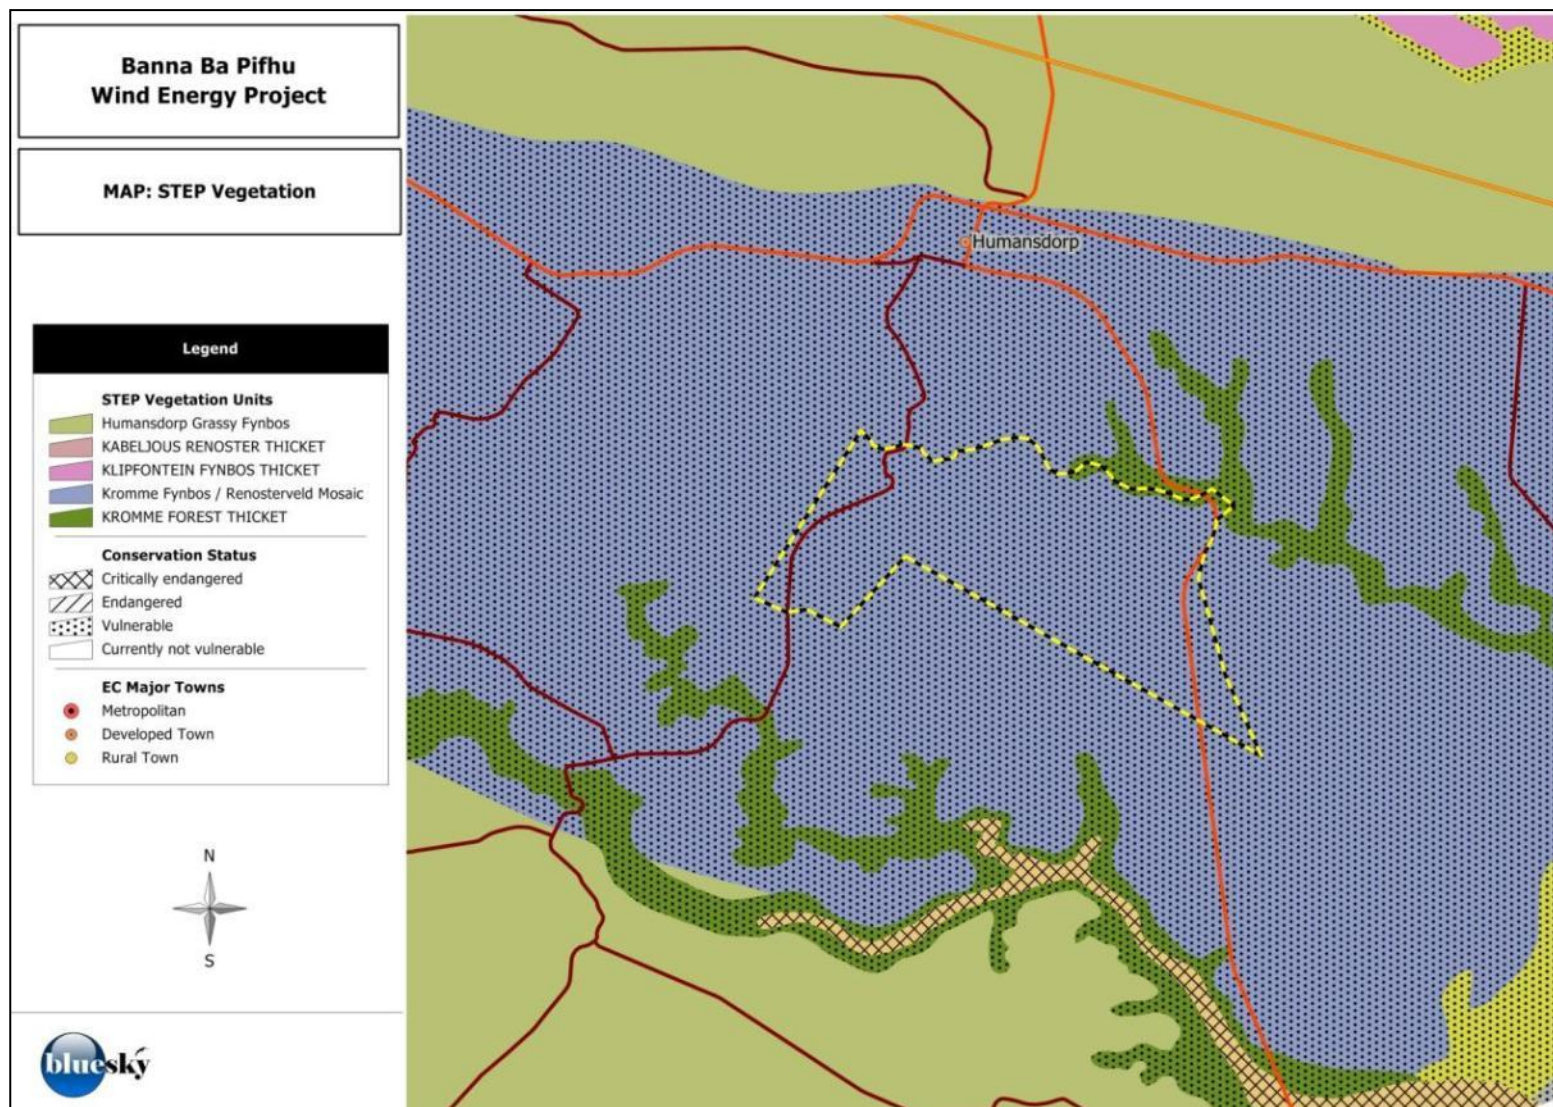 Banna Ba Pifhu
Wind Energy Project
MAP: STEP Vegetation
Legend
STEP Vegetation Units
Humansdorp Grassy Fynbos
KABELJOUS RENOSTER THICKET
KLIPFONTEIN FYNBOS THICKET
Kromme Fynbos / Renosterveld Mosaic
KROMME FOREST THICKET
Conservation Status
Critically endangered
Endangered
Vulnerable
Currently not vulnerable
EC Major Towns
Metropolitan
Developed Town
Rural Town
N
S
bluesky
Humansdorp